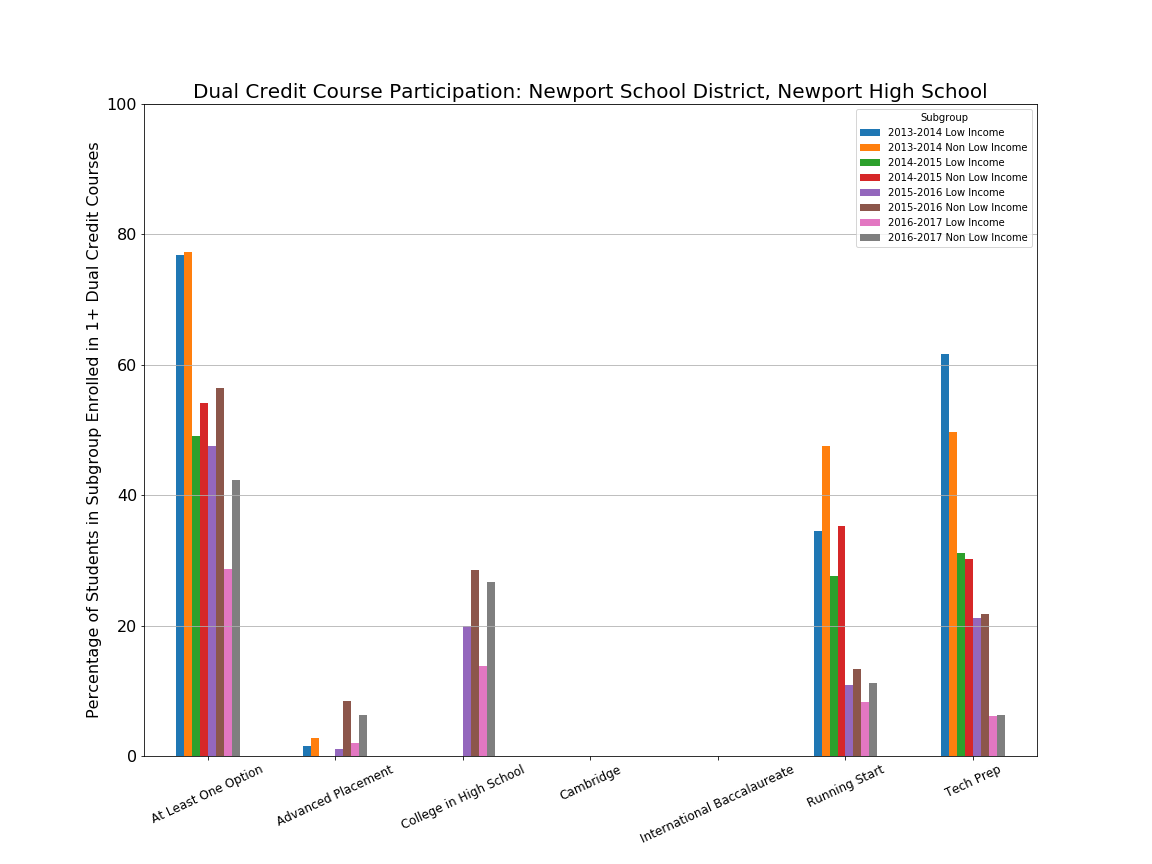 Dual Credit Course Participation: Newport School District, Newport High School
Percentage of Students in Subgroup Enrolled in 1+ Dual Credit Courses
100
80
60
40
20
0
Subgroup
2013-2014 Low Income
2013-2014 Non Low Income
2014-2015 Low Income
2014-2015 Non Low Income
2015-2016 Low Income
2015-2016 Non Low Income
2016-2017 Low Income
2016-2017 Non Low Income
At Least One Option
Advanced Placement
College in High School
Cambridge
International Baccalaureate
Running Start
Tech Prep